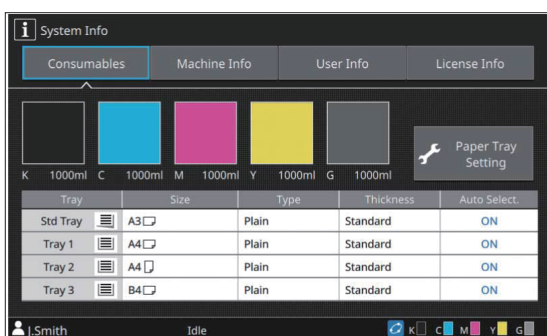 i System Info
Consumables Machine Info User Info License Info
K 1000ml C 1000ml M 1000ml Y 1000ml G 1000ml
Paper Tray
Setting
Tray Size Type Thickness Auto Select.
Std Tray A3 Plain Standard ON
Tray 1 A4 Plain Standard ON
Tray 2 A4 Plain Standard ON
Tray 3 B4 Plain Standard ON
J.Smith Idle K C M Y G